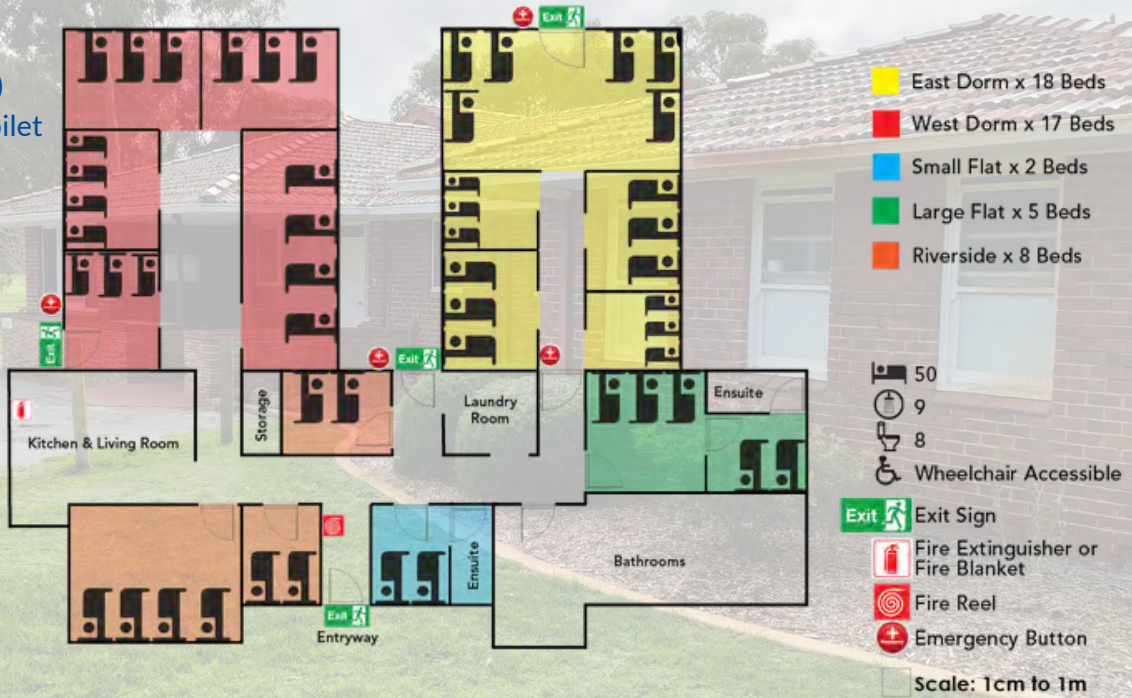 )
oilet
Exit
East Dorm x 18 Beds
West Dorm x 17 Beds
Small Flat x 2 Beds
Large Flat x 5 Beds
Riverside x 8 Beds
Exit
Exit
Storage
Laundry
Room
Ensuite
Kitchen & Living Room
Ensuite
Bathrooms
Exit
Entryway
50
9
8
Wheelchair Accessible
Exit
Exit Sign
Fire Extinguisher or
Fire Blanket
Fire Reel
Emergency Button
Scale: 1cm to 1m